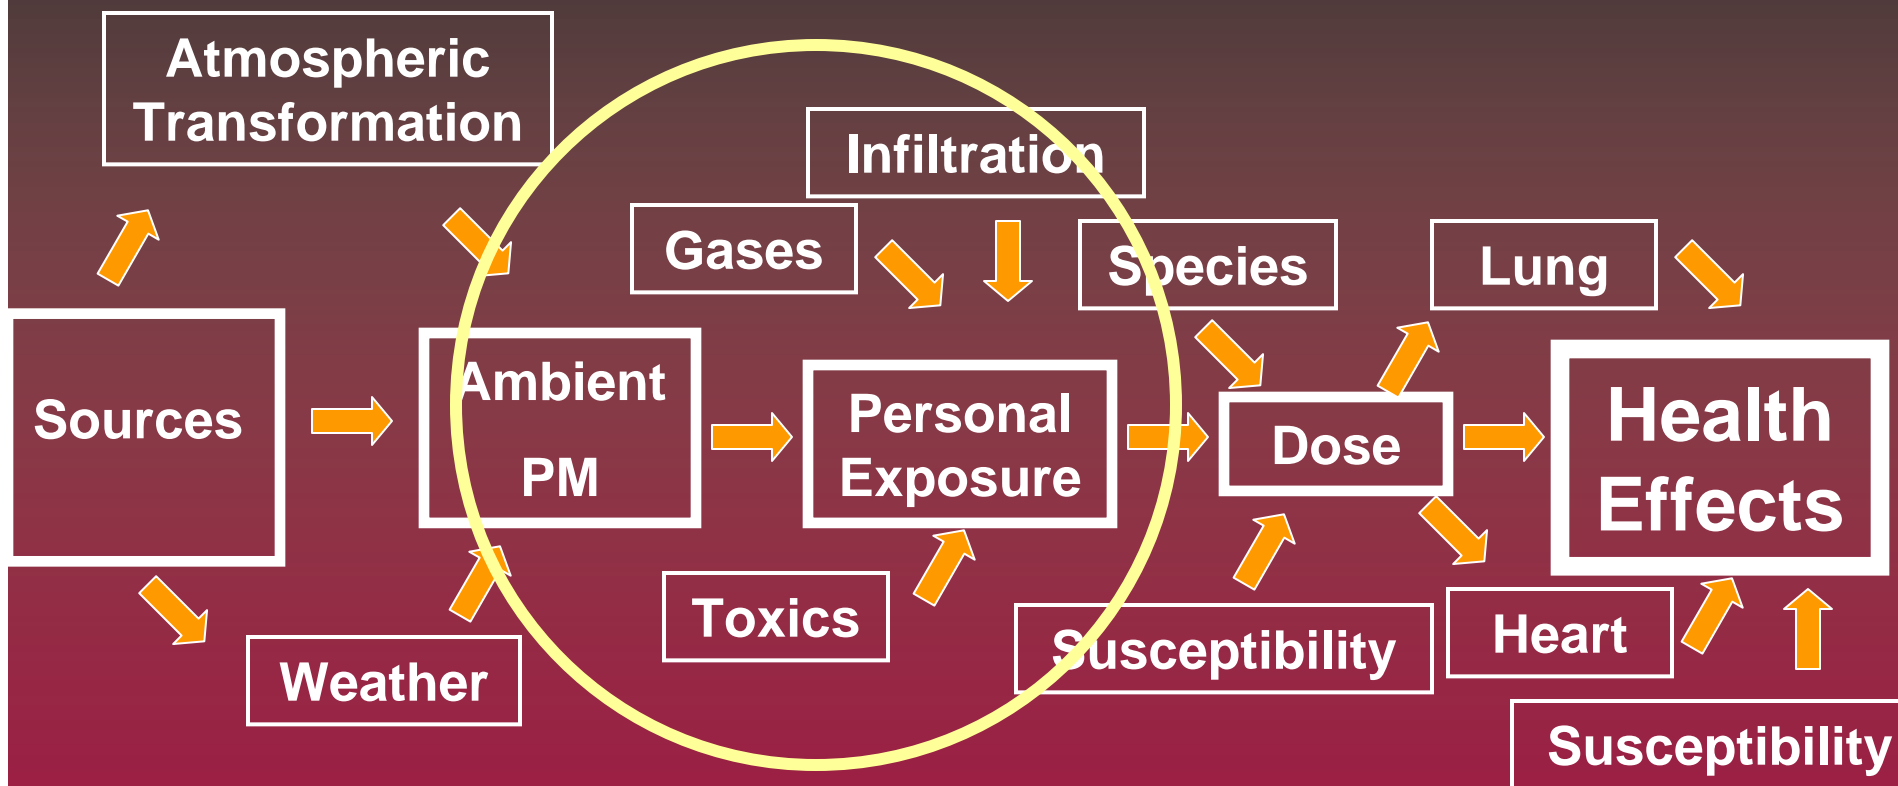 Atmospheric
Transformation
Infiltration
Gases
Species
Lung
Sources
Ambient
PM
Personal
Exposure
Dose
Health
Effects
Toxics
Susceptibility
Heart
Weather
Susceptibility